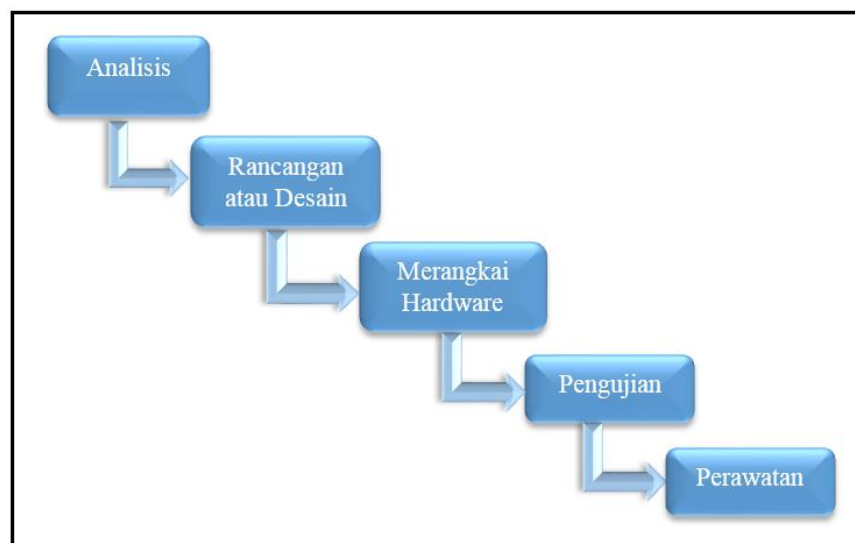 Analisis
Rancangan
atau Desain
Merangkai
Hardware
Pengujian
Perawatan